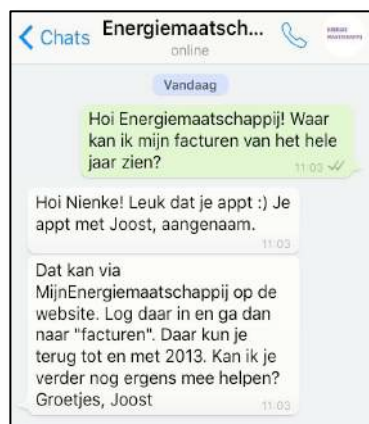 Chats Energiemaatsch...
online
Vandaag
Hoi Energiemaatschappij! Waar
kan ik mijn facturen van het hele
jaar zien?
11:03
Hoi Nienke! Leuk dat je appt :) Je
appt met Joost, aangenaam.
11:03
Dat kan via
MijnEnergiemaatschappij op de
website. Log daar in en ga dan
naar "facturen". Daar kun je
terug tot en met 2013. Kan ik je
verder nog ergens mee helpen?
Groetjes, Joost
11:03